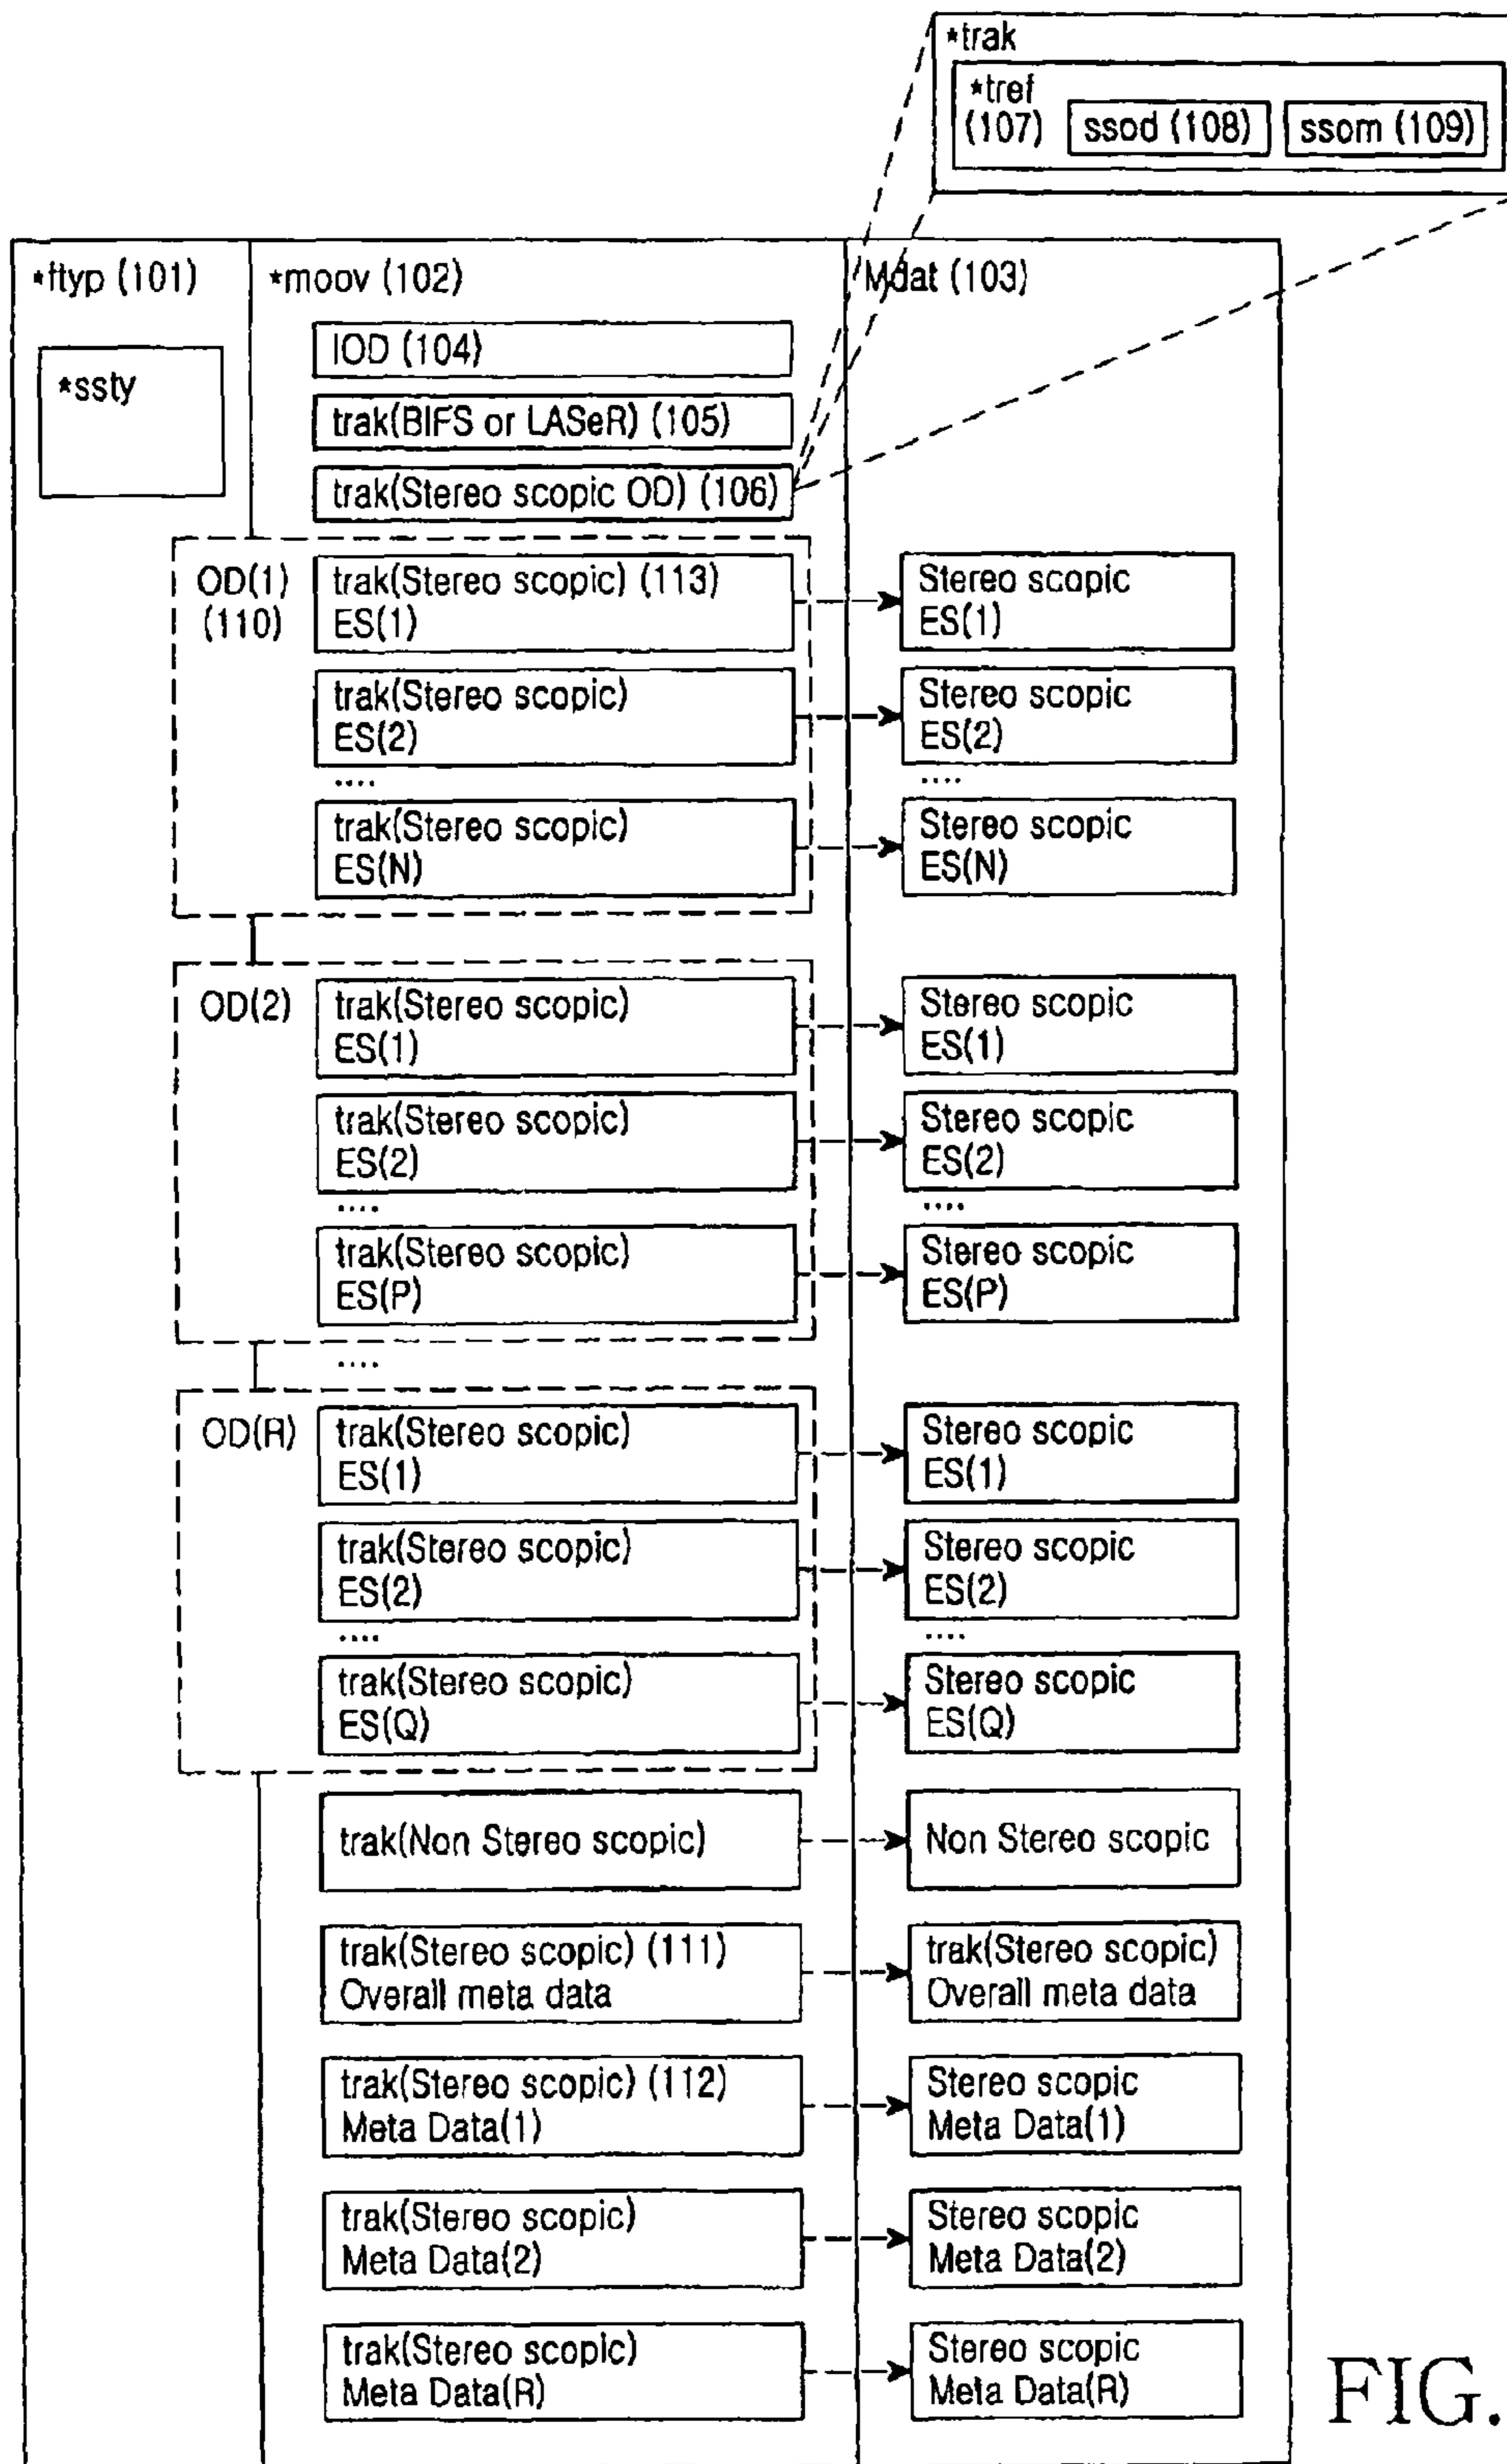 *trak
*tref
(107) ssod (108) ssom (109)
*ftyp (101) *moov (102) Mdat (103)
*ssty
IOD (104)
trak(BIFS or LASeR) (105)
trak(Stereo scopic OD) (106)
OD(1)
(110)
trak(Stereo scopic) (113)
ES(1)
Stereo scopic
ES(1)
trak(Stereo scopic)
ES(2)
Stereo scopic
ES(2)
.... ....
trak(Stereo scopic)
ES(N)
Stereo scopic
ES(N)
OD(2)
trak(Stereo scopic)
ES(1)
Stereo scopic
ES(1)
trak(Stereo scopic)
ES(2)
Stereo scopic
ES(2)
.... ....
trak(Stereo scopic)
ES(P)
Stereo scopic
ES(P)
....
OD(R)
trak(Stereo scopic)
ES(1)
Stereo scopic
ES(1)
trak(Stereo scopic)
ES(2)
Stereo scopic
ES(2)
.... ....
trak(Stereo scopic)
ES(Q)
Stereo scopic
ES(Q)
trak(Non Stereo scopic)
Non Stereo scopic
trak(Stereo scopic) (111)
Overall meta data
trak(Stereo scopic)
Overall meta data
trak(Stereo scopic) (112)
Meta Data(1)
Stereo scopic
Meta Data(1)
trak(Stereo scopic)
Meta Data(2)
Stereo scopic
Meta Data(2)
trak(Stereo scopic)
Meta Data(R)
Stereo scopic
Meta Data(R)
FIG.